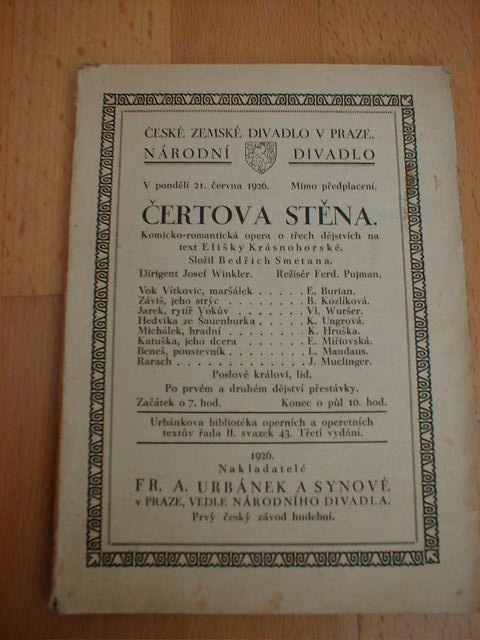 ČESKÉ ZEMSKÉ DIVADLO V PRAZE.
NÁRODNÍ DIVADLO
V pondělí 21. června 1926. Mimo předplacení.
ČERTOVA STĚNA.
Komicko-romantická opera o třech dějstvích na
text Elišky Krásnohorské.
Složil Bedřich Smetana.
Dirigent Josef Winkler. Režisér Ferd. Pujman.
Vok Vítkovic, maršálek . . . . . E. Burian.
Záviš, jeho strýc . . . . . . . . B. Kozlíková.
Jarek, rytíř Vokův . . . . . . . Vl. Wuršer.
Hedvika ze Šauenburka . . . . K. Ungrová.
Michálek, hradní . . . . . . . . K. Hruška.
Katuška, jeho dcera . . . . . . E. Miřiovská.
Beneš, poustevník . . . . . . . . L. Mandaus.
Rarach . . . . . . . . . . . . . . J. Muclinger.
Poslové královi, lid.
Po prvém a druhém dějství přestávky.
Začátek o 7. hod. Konec o půl 10. hod.
Urbánkova bibliotéka operních a operetních
textův řada II. svazek 43. Třetí vydání.
1926.
Nakladatelé
FR. A. URBÁNEK A SYNOVÉ
V PRAZE, VEDLE NÁRODNÍHO DIVADLA.
Prvý český závod hudební.